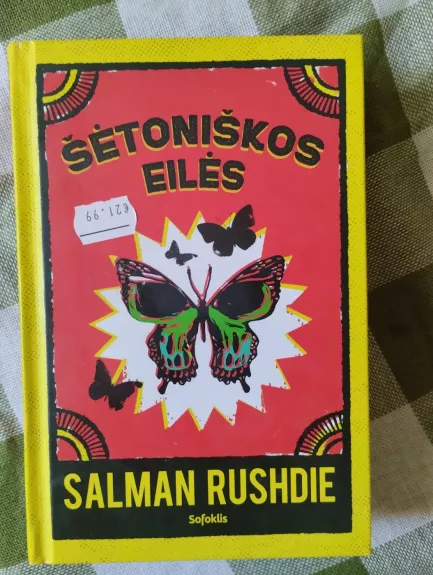 ŠĖTONIŠKOS
EILĖS
€21.99
SALMAN RUSHDIE
Sofoklis